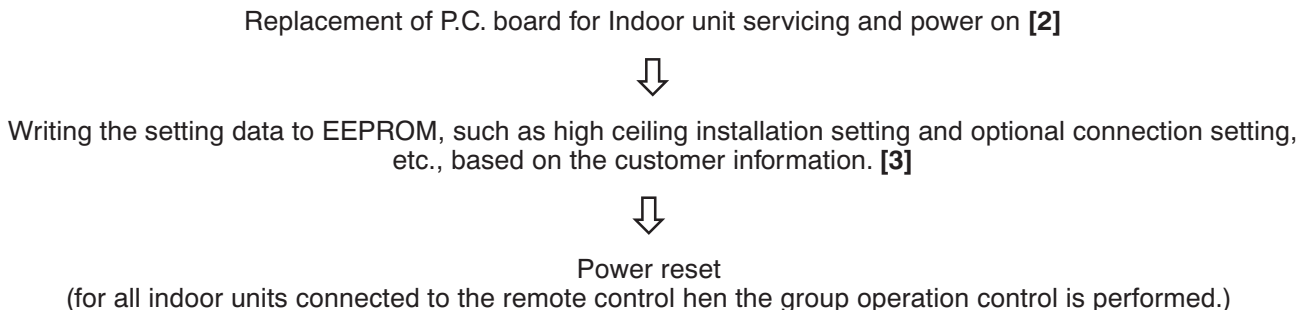 Replacement of P.C. board for Indoor unit servicing and power on [2]
Writing the setting data to EEPROM, such as high ceiling installation setting and optional connection setting,
etc., based on the customer information. [3]
Power reset
(for all indoor units connected to the remote control hen the group operation control is performed.)